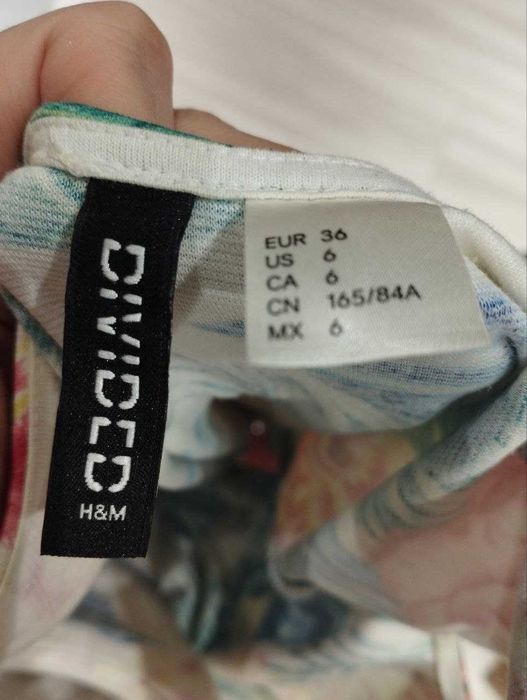 DIVIDED
H&M
EUR 36
US 6
CA 6
CN 165/84A
MX 6